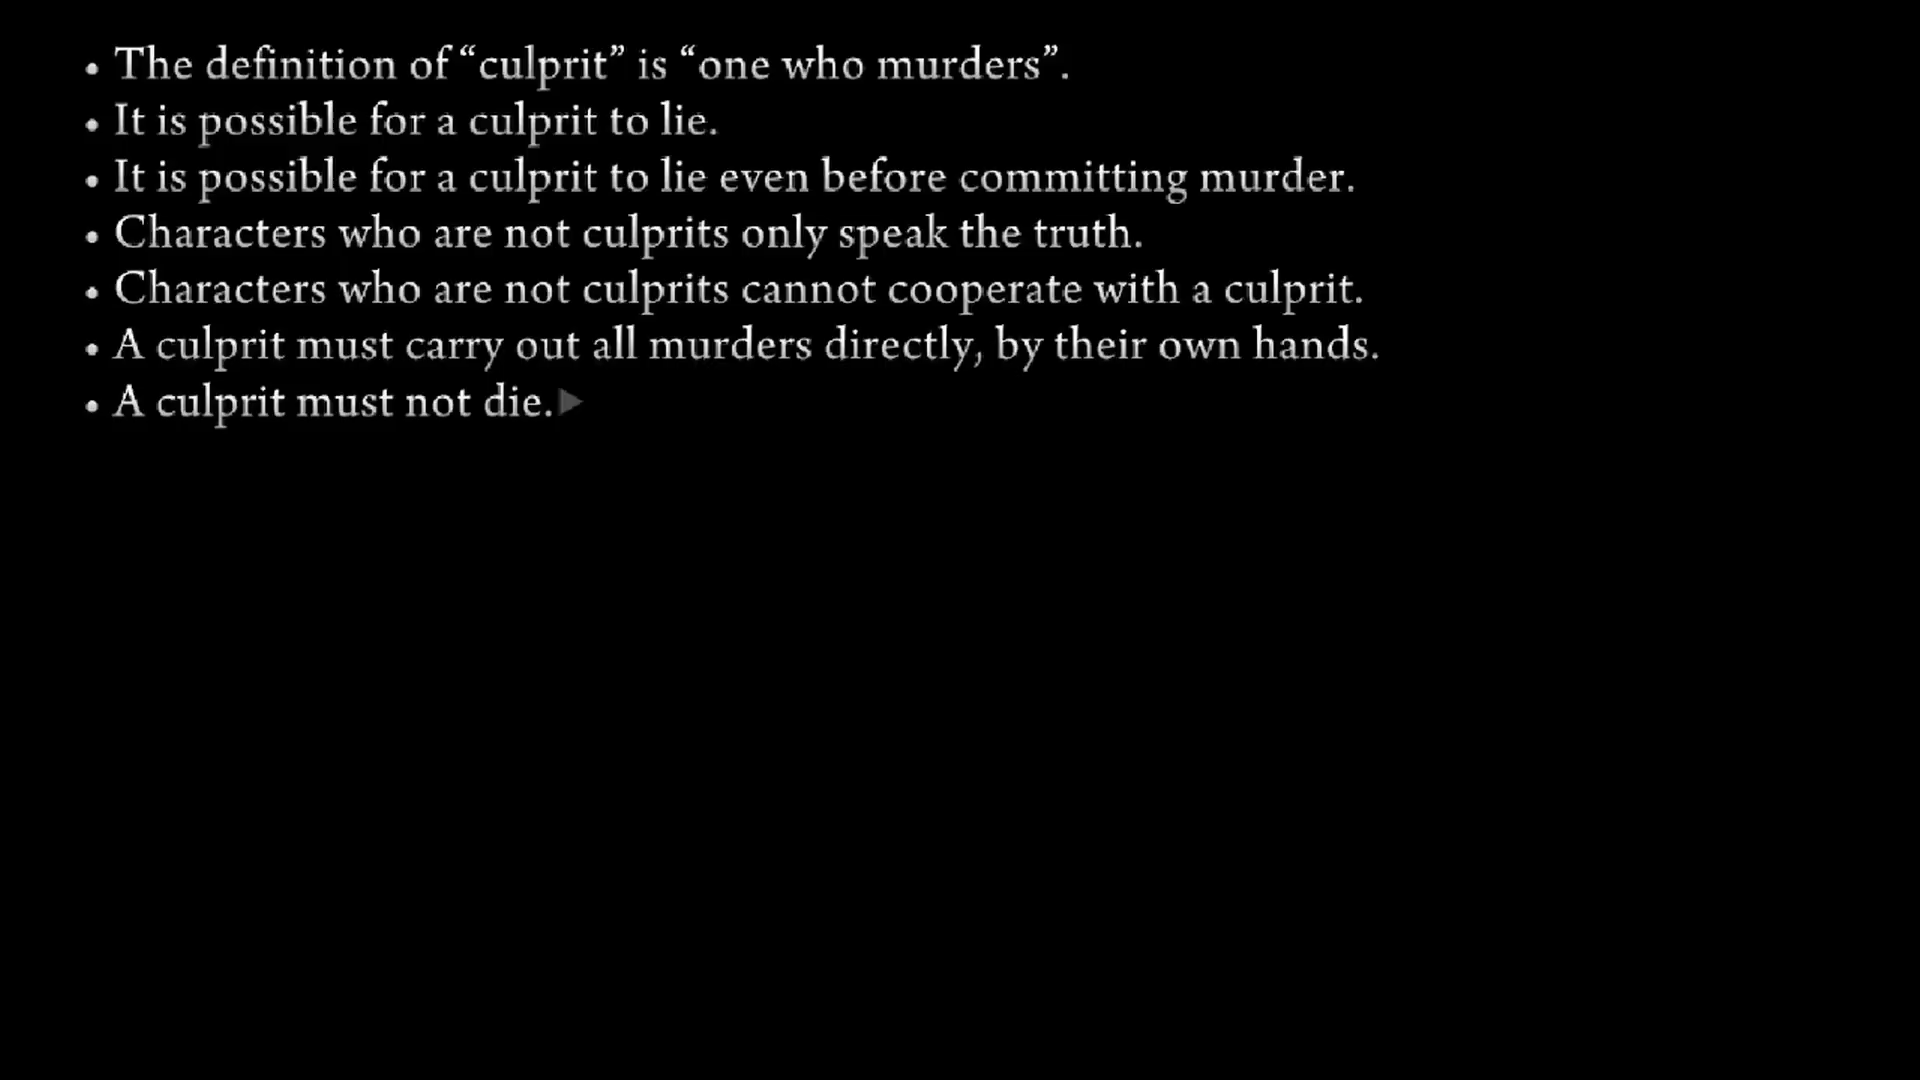 • The definition of “culprit” is “one who murders”.
• It is possible for a culprit to lie.
• It is possible for a culprit to lie even before committing murder.
• Characters who are not culprits only speak the truth.
• Characters who are not culprits cannot cooperate with a culprit.
• A culprit must carry out all murders directly, by their own hands.
• A culprit must not die.